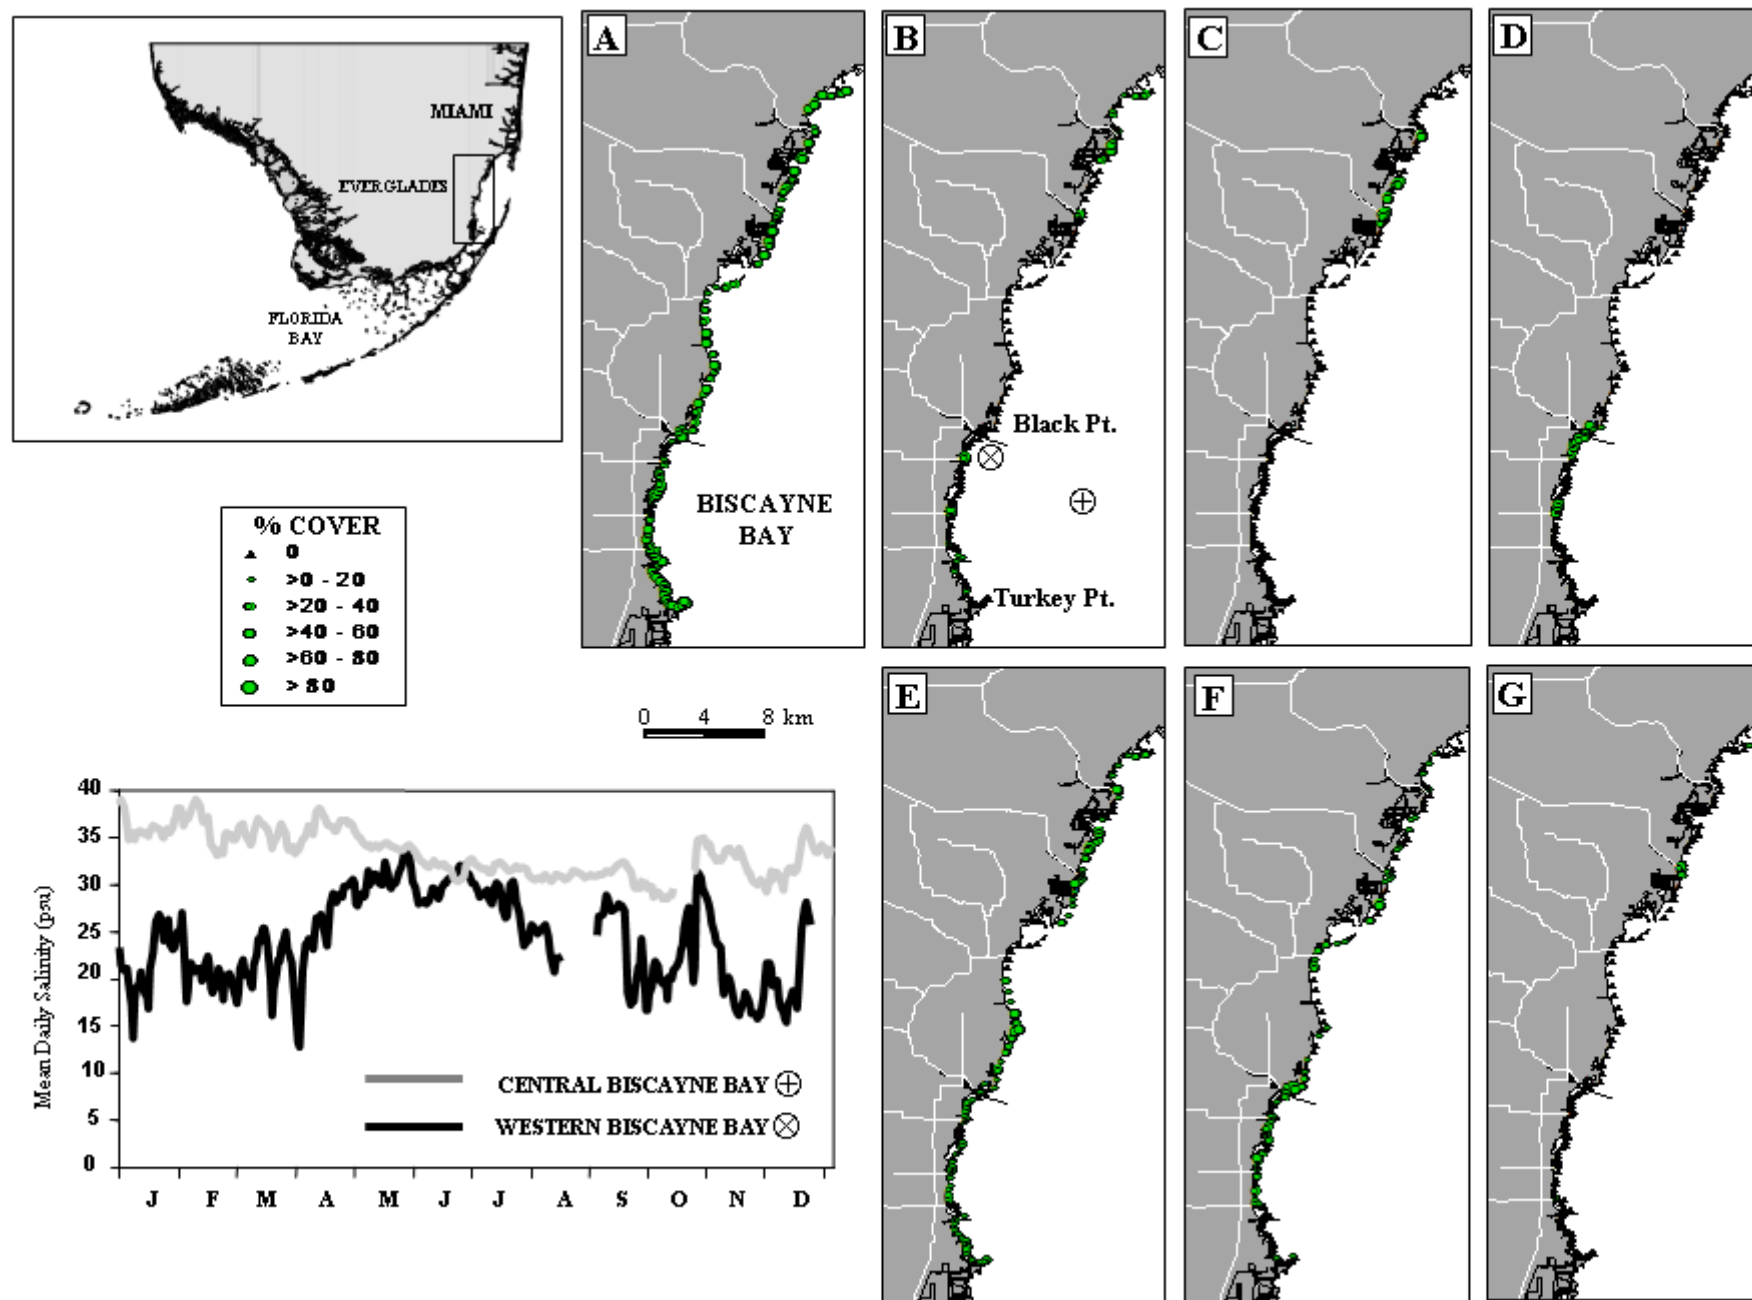 MIAMI
EVERGLADES
FLORIDA
BAY
A
BISCAYNE
BAY
B
Black Pt.
Turkey Pt.
C
D
% COVER
0
>0 - 20
>20 - 40
>40 - 60
>60 - 80
> 80
0 4 8 km
E
F
G
Mean Daily Salinity (psu)
40
35
30
25
20
15
10
5
0
CENTRAL BISCAYNE BAY
WESTERN BISCAYNE BAY
J F M A M J J A S O N D